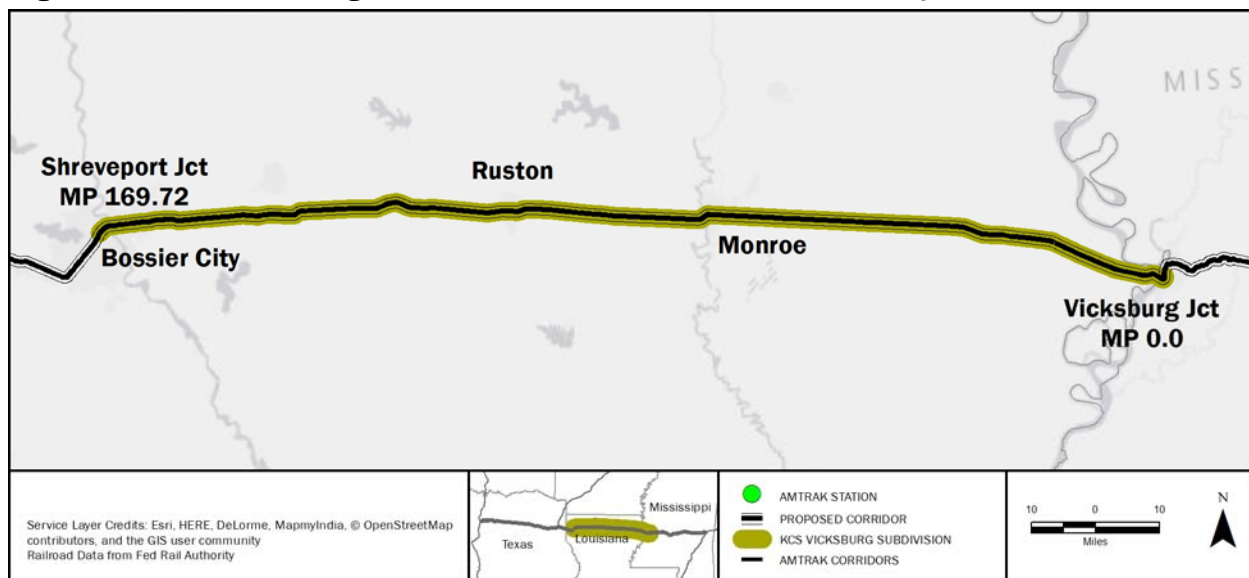 MISS
Shreveport Jct
MP 169.72
Ruston
Bossier City
Monroe
Vicksburg Jct
MP 0.0
Service Layer Credits: Esri, HERE, DeLorme, MapmyIndia, © OpenStreetMap
contributors, and the GIS user community
Railroad Data from Fed Rail Authority
Mississippi
Texas
Louisiana
AMTRAK STATION
PROPOSED CORRIDOR
KCS VICKSBURG SUBDIVISION
AMTRAK CORRIDORS
10 0 10
Miles
N